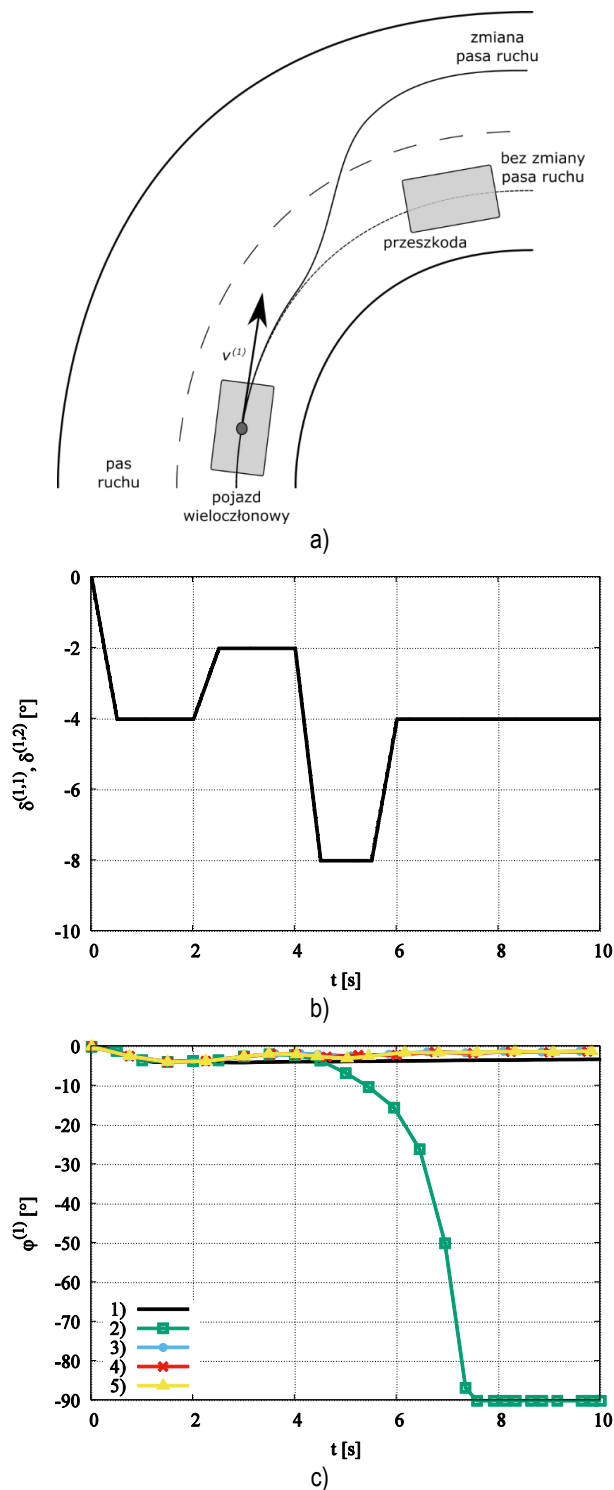 zmiana
pasa ruchu
bez zmiany
pasa ruchu
przeszkoda
v⁽¹⁾
pas
ruchu
pojazd
wieloczłonowy
a)
0
-2
-4
-6
-8
-10
δ⁽¹,¹⁾, δ⁽¹,²⁾ [°]
0 2 4 6 8 10
t [s]
b)
0
-10
-20
-30
-40
-50
-60
-70
-80
-90
φ⁽¹⁾ [°]
1)
2)
3)
4)
5)
0 2 4 6 8 10
t [s]
c)